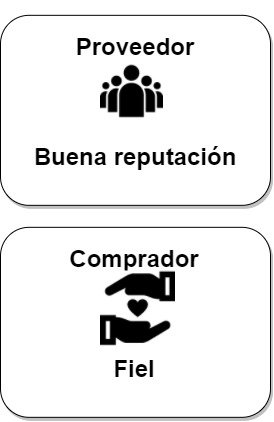 Proveedor
Buena reputación
Comprador
Fiel